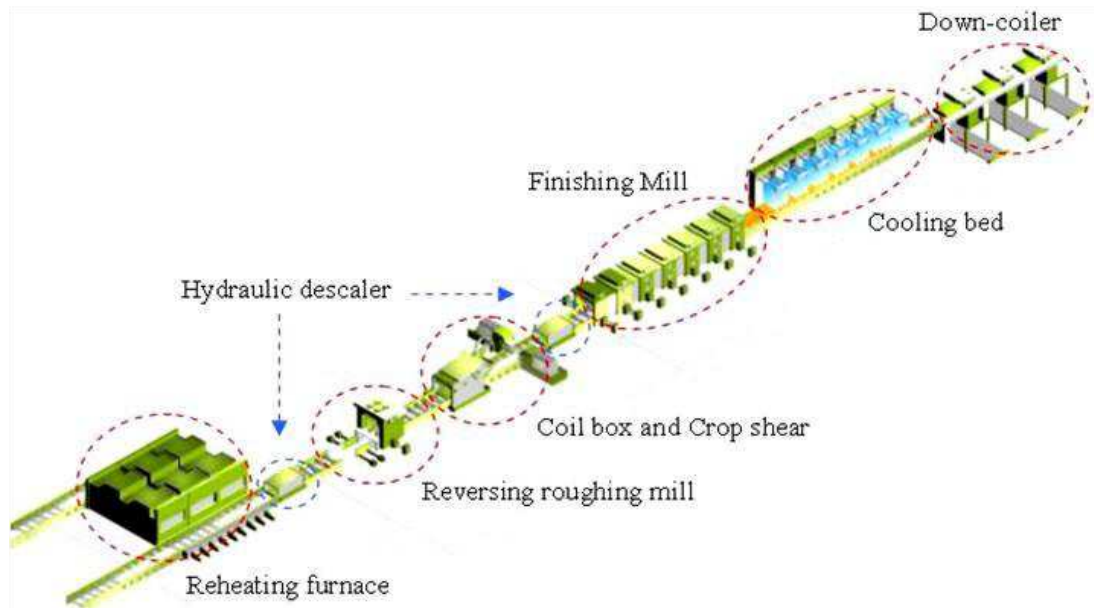 Down-coiler
Finishing Mill
Cooling bed
Hydraulic descaler
Coil box and Crop shear
Reversing roughing mill
Reheating furnace